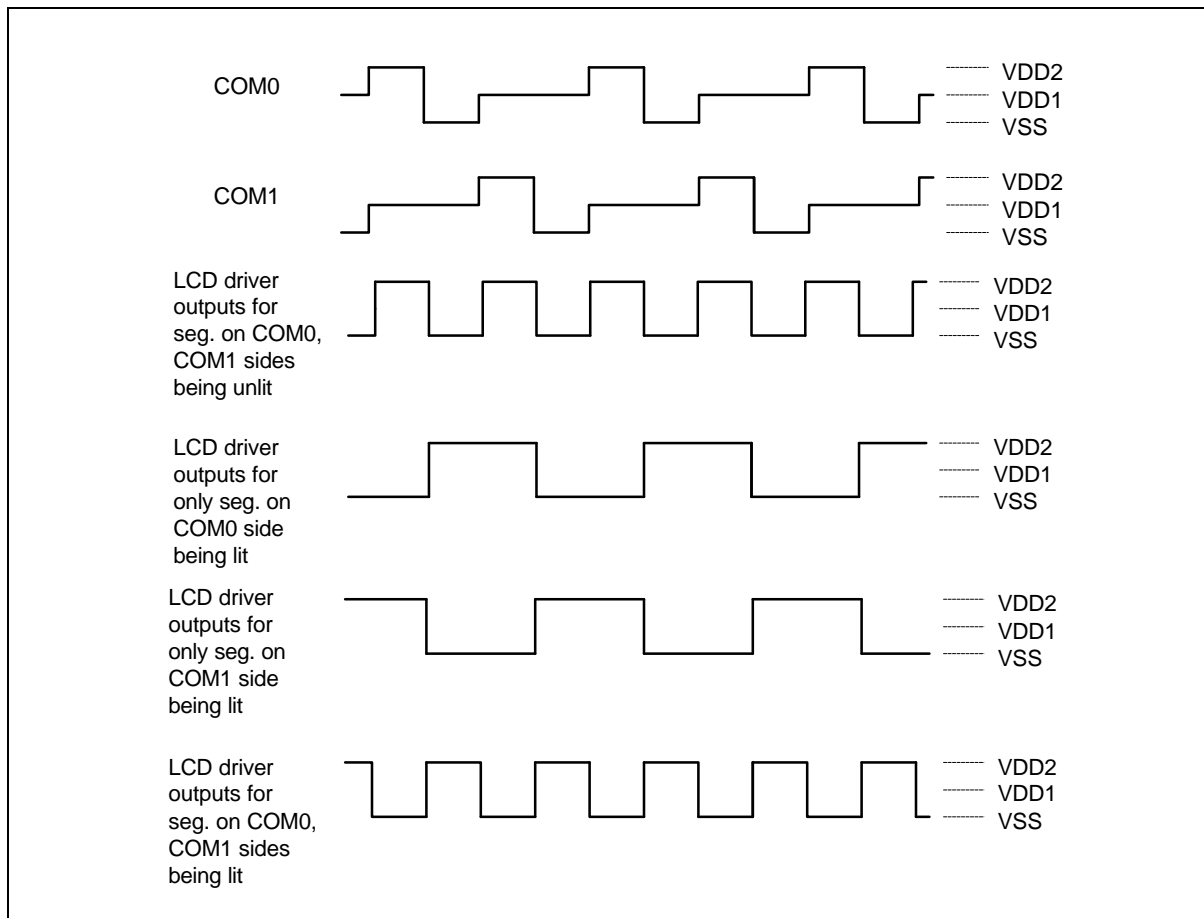 COM0
VDD2
VDD1
VSS
COM1
VDD2
VDD1
VSS
LCD driver
outputs for
seg. on COM0,
COM1 sides
being unlit
VDD2
VDD1
VSS
LCD driver
outputs for
only seg. on
COM0 side
being lit
VDD2
VDD1
VSS
LCD driver
outputs for
only seg. on
COM1 side
being lit
VDD2
VDD1
VSS
LCD driver
outputs for
seg. on COM0,
COM1 sides
being lit
VDD2
VDD1
VSS